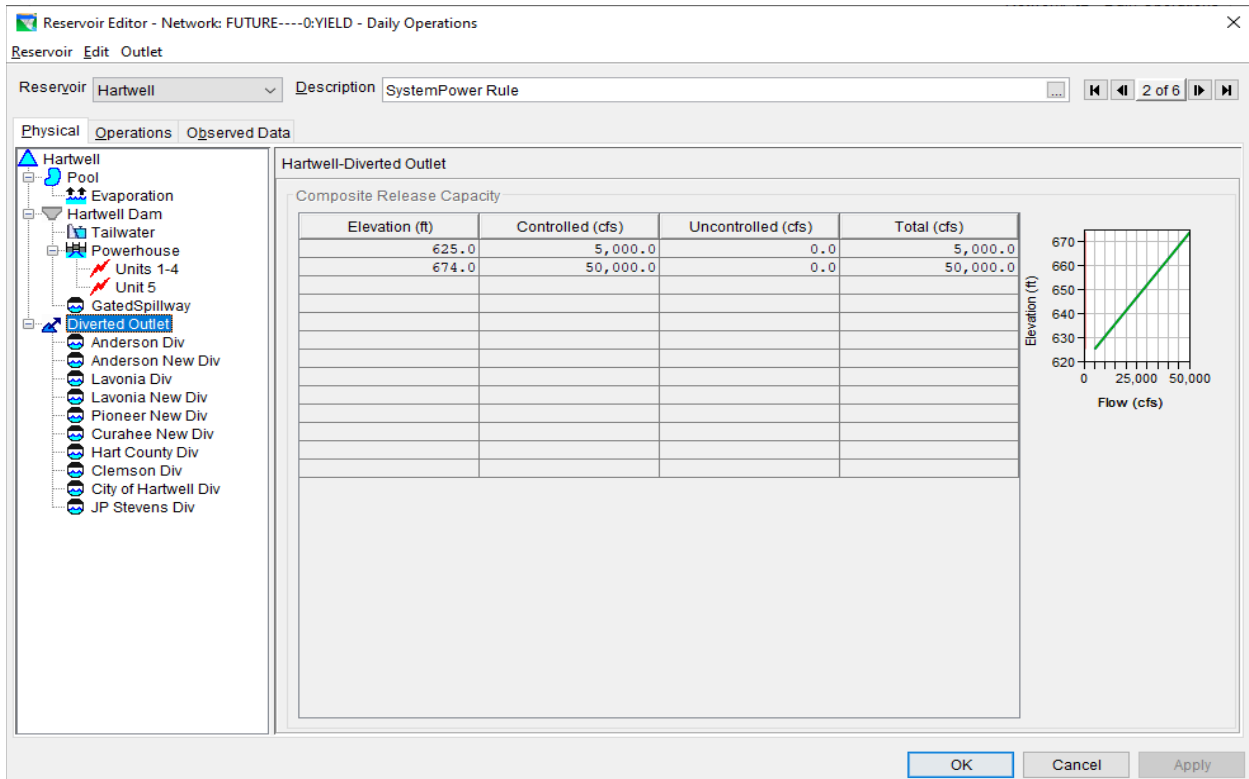 Reservoir Editor - Network: FUTURE----0:YIELD - Daily Operations
Reservoir Edit Outlet
Reservoir Hartwell Description SystemPower Rule ... 2 of 6
Physical Operations Observed Data
Hartwell
Pool
Evaporation
Hartwell Dam
Tailwater
Powerhouse
Units 1-4
Unit 5
GatedSpillway
Diverted Outlet
Anderson Div
Anderson New Div
Lavonia Div
Lavonia New Div
Pioneer New Div
Curahee New Div
Hart County Div
Clemson Div
City of Hartwell Div
JP Stevens Div
Hartwell-Diverted Outlet
Composite Release Capacity
Elevation (ft) Controlled (cfs) Uncontrolled (cfs) Total (cfs)
625.0 5,000.0 0.0 5,000.0
674.0 50,000.0 0.0 50,000.0
Elevation (ft)
670
660
650
640
630
620
0 25,000 50,000
Flow (cfs)
OK Cancel Apply